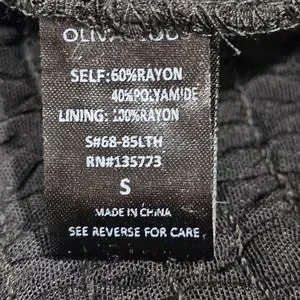 SELF:60%RAYON
40%POLYAMIDE
LINING: 100%RAYON
S#68-85LTH
RN#135773
S
MADE IN CHINA
SEE REVERSE FOR CARE